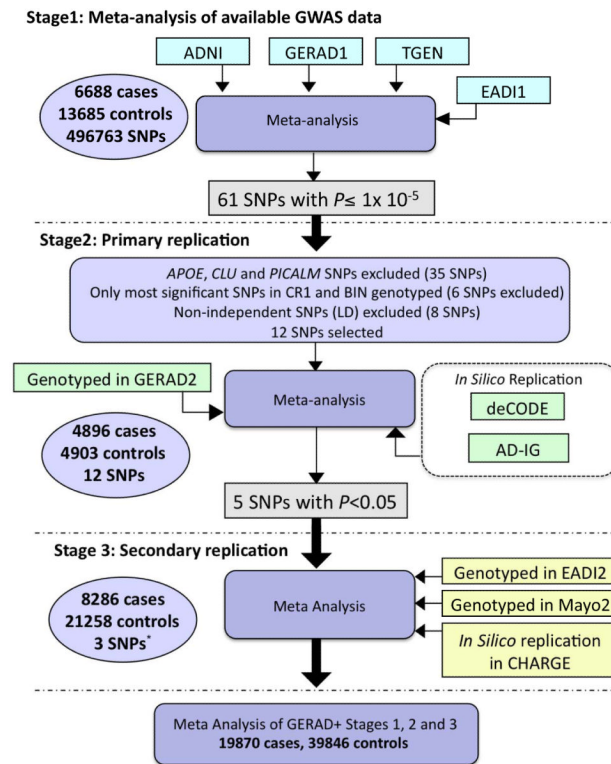 Stage1: Meta-analysis of available GWAS data
ADNI
GERAD1
TGEN
EADI1
6688 cases
13685 controls
496763 SNPs
Meta-analysis
61 SNPs with P≤ 1x 10-5
Stage2: Primary replication
APOE, CLU and PICALM SNPs excluded (35 SNPs)
Only most significant SNPs in CR1 and BIN genotyped (6 SNPs excluded)
Non-independent SNPs (LD) excluded (8 SNPs)
12 SNPs selected
Genotyped in GERAD2
Meta-analysis
In Silico Replication
deCODE
AD-IG
4896 cases
4903 controls
12 SNPs
5 SNPs with P<0.05
Stage 3: Secondary replication
8286 cases
21258 controls
3 SNPs*
Meta Analysis
Genotyped in EADI2
Genotyped in Mayo2
In Silico replication
in CHARGE
Meta Analysis of GERAD+ Stages 1, 2 and 3
19870 cases, 39846 controls